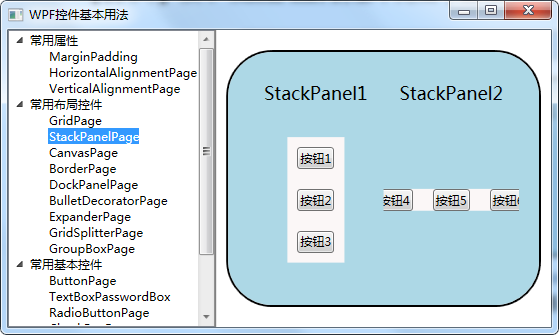 WPF控件基本用法
常用属性
MarginPadding
HorizontalAlignmentPage
VerticalAlignmentPage
常用布局控件
GridPage
StackPanelPage
CanvasPage
BorderPage
DockPanelPage
BulletDecoratorPage
ExpanderPage
GridSplitterPage
GroupBoxPage
常用基本控件
ButtonPage
TextBoxPasswordBox
RadioButtonPage
StackPanel1 StackPanel2
按钮1
按钮2
按钮3
按钮4 按钮5 按钮6